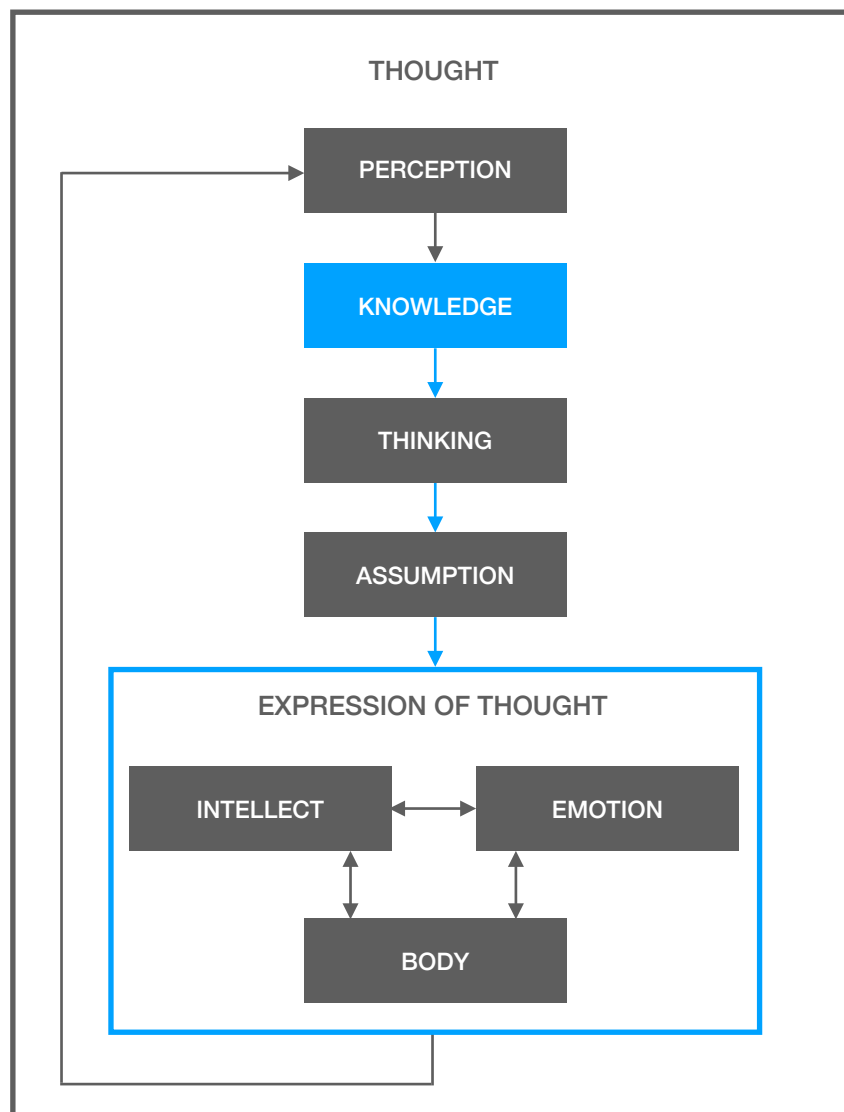 THOUGHT
PERCEPTION
KNOWLEDGE
THINKING
ASSUMPTION
EXPRESSION OF THOUGHT
INTELLECT
EMOTION
BODY